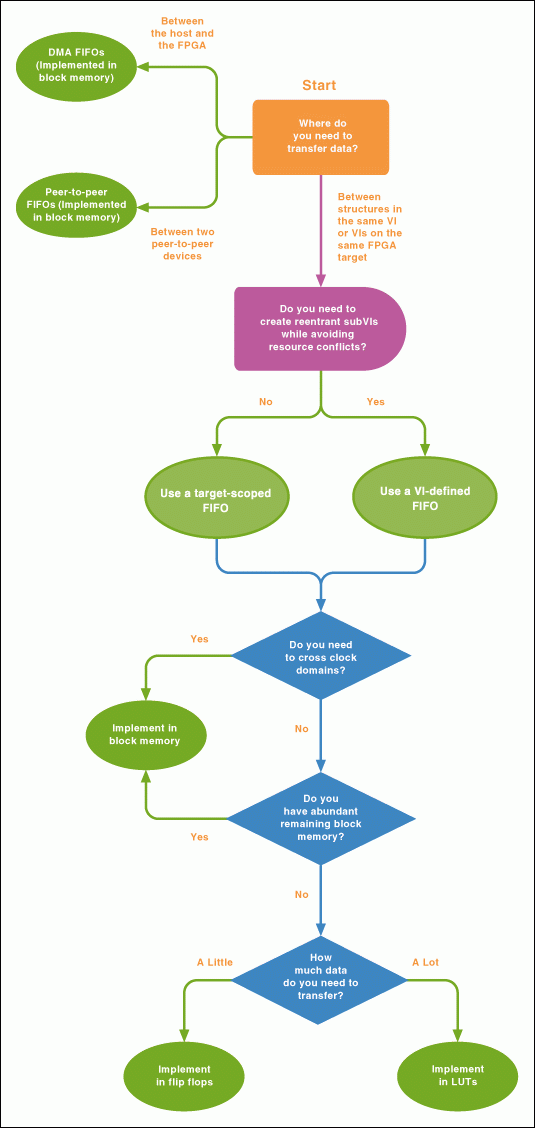 Between
the host and
the FPGA
DMA FIFOs
(Implemented in
block memory)
Start
Where do
you need to
transfer data?
Peer-to-peer
FIFOs (Implemented
in block memory)
Between two
peer-to-peer
devices
Between
structures in
the same VI
or VIs on the
same FPGA
target
Do you need to
create reentrant subVIs
while avoiding
resource conflicts?
No
Yes
Use a target-scoped
FIFO
Use a VI-defined
FIFO
Do you need
to cross clock
domains?
Yes
Implement in
block memory
No
Do you
have abundant
remaining block
memory?
Yes
No
How
much data
do you need to
transfer?
A Little
A Lot
Implement
in flip flops
Implement
in LUTs